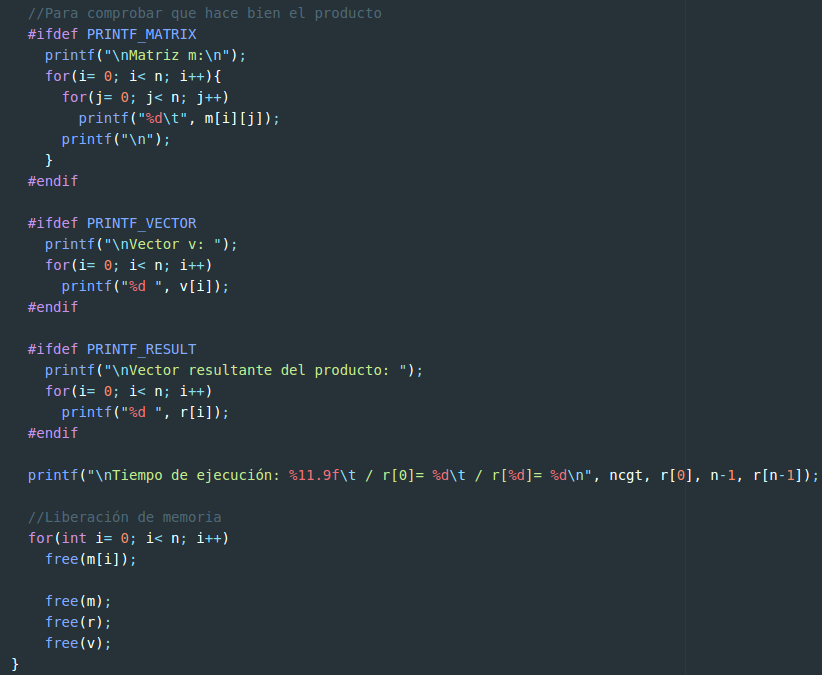 //Para comprobar que hace bien el producto
#ifdef PRINTF_MATRIX
printf("\nMatriz m:\n");
for(i= 0; i< n; i++){
for(j= 0; j< n; j++)
printf("%d\t", m[i][j]);
printf("\n");
}
#endif
#ifdef PRINTF_VECTOR
printf("\nVector v: ");
for(i= 0; i< n; i++)
printf("%d ", v[i]);
#endif
#ifdef PRINTF_RESULT
printf("\nVector resultante del producto: ");
for(i= 0; i< n; i++)
printf("%d ", r[i]);
#endif
printf("\nTiempo de ejecución: %11.9f\t / r[0]= %d\t / r[%d]= %d\n", ncgt, r[0], n-1, r[n-1]);
//Liberación de memoria
for(int i= 0; i< n; i++)
free(m[i]);
free(m);
free(r);
free(v);
}